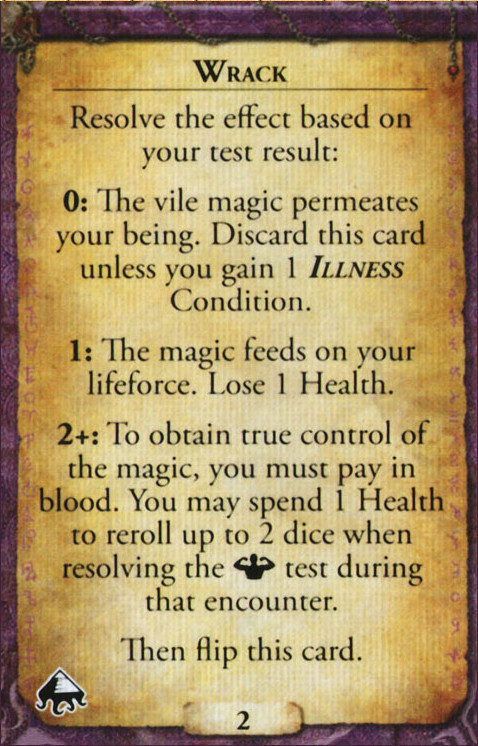 WRACK
Resolve the effect based on
your test result:
0: The vile magic permeates
your being. Discard this card
unless you gain 1 ILLNESS
Condition.
1: The magic feeds on your
lifeforce. Lose 1 Health.
2+: To obtain true control of
the magic, you must pay in
blood. You may spend 1 Health
to reroll up to 2 dice when
resolving the test during
that encounter.
Then flip this card.
2